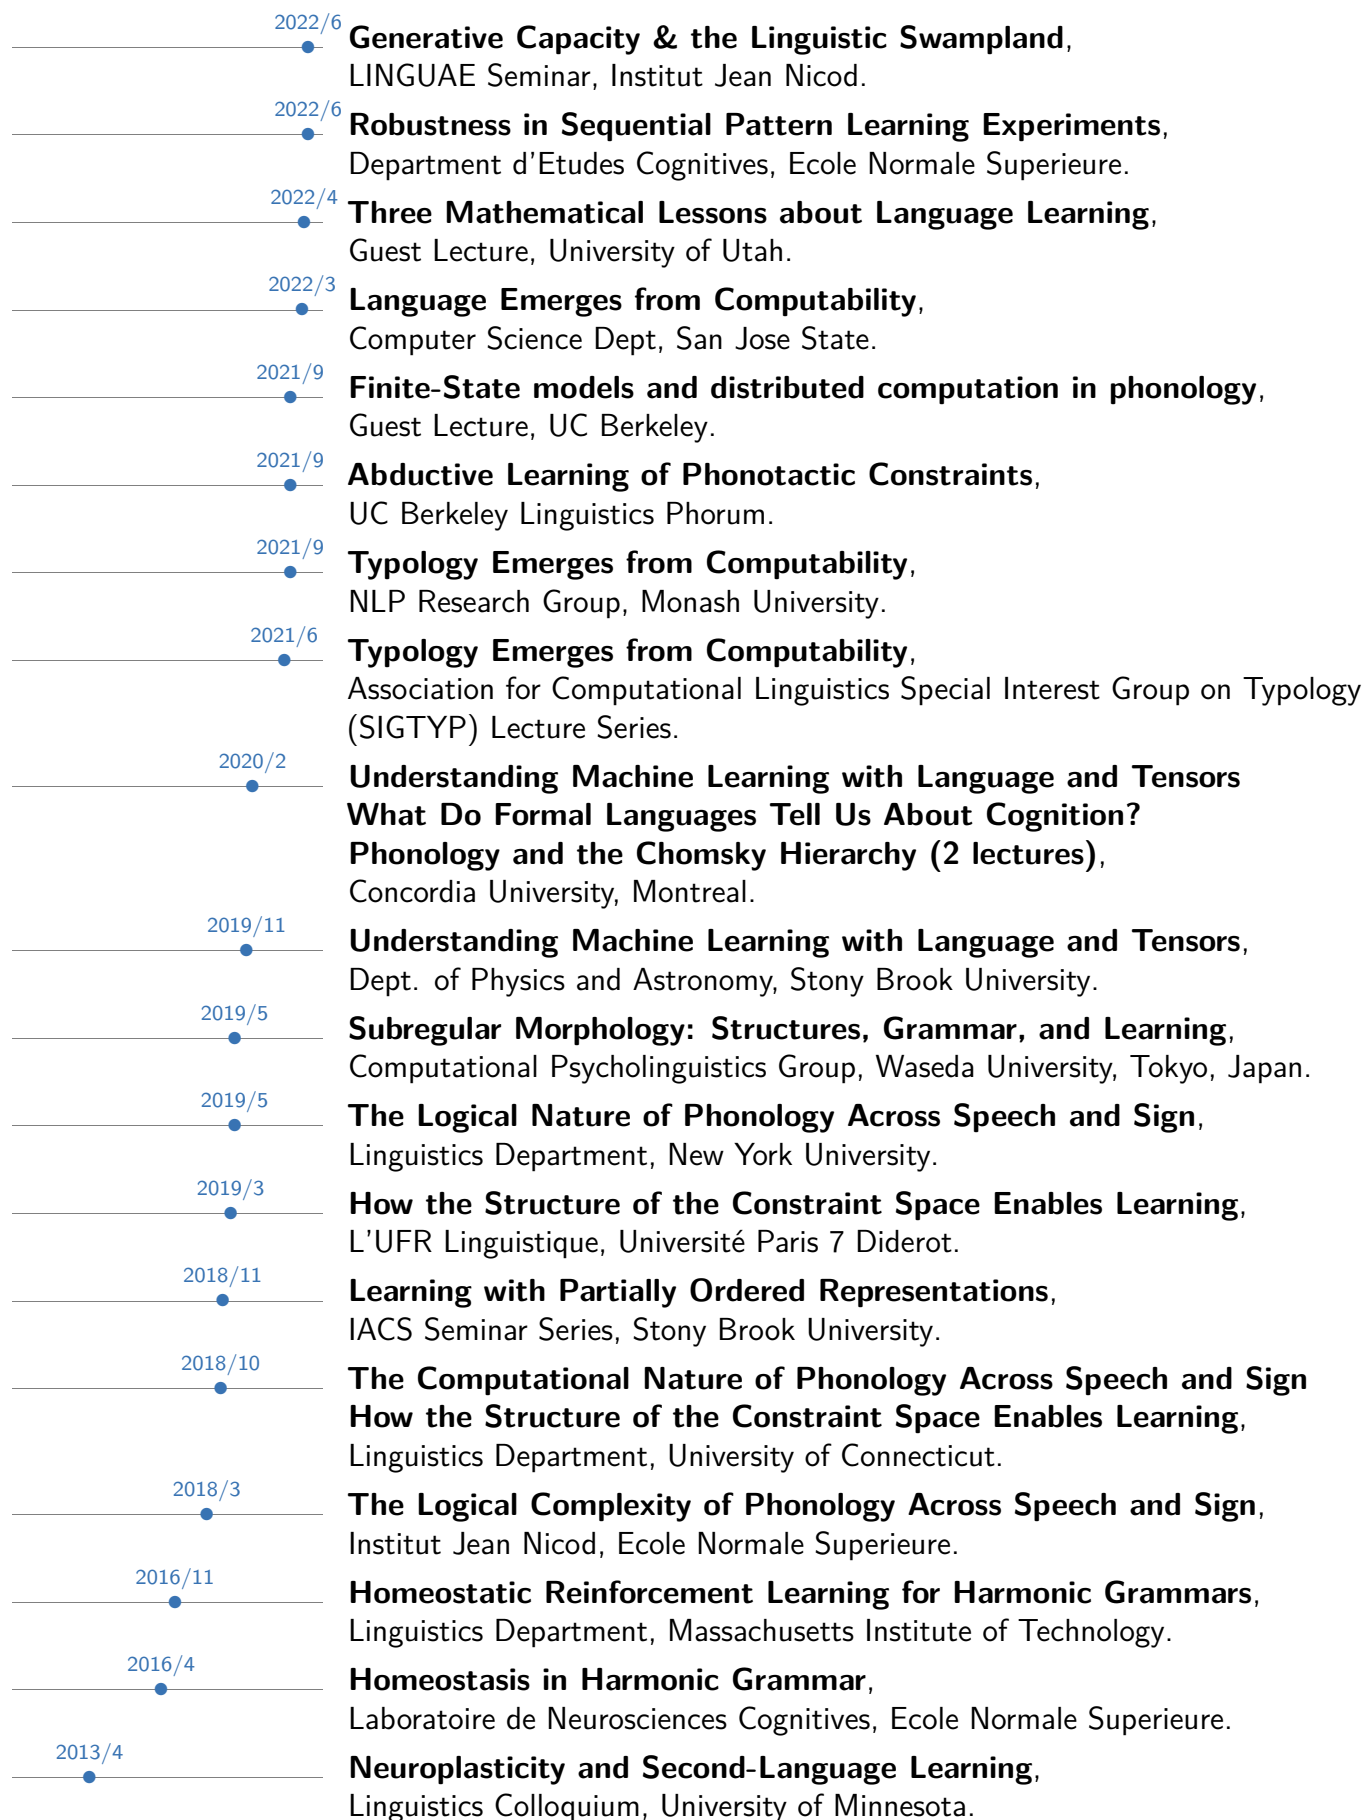 2022/6
Generative Capacity & the Linguistic Swampland,
LINGUAE Seminar, Institut Jean Nicod.
2022/6
Robustness in Sequential Pattern Learning Experiments,
Department d'Etudes Cognitives, Ecole Normale Superieure.
2022/4
Three Mathematical Lessons about Language Learning,
Guest Lecture, University of Utah.
2022/3
Language Emerges from Computability,
Computer Science Dept, San Jose State.
2021/9
Finite-State models and distributed computation in phonology,
Guest Lecture, UC Berkeley.
2021/9
Abductive Learning of Phonotactic Constraints,
UC Berkeley Linguistics Phorum.
2021/9
Typology Emerges from Computability,
NLP Research Group, Monash University.
2021/6
Typology Emerges from Computability,
Association for Computational Linguistics Special Interest Group on Typology
(SIGTYP) Lecture Series.
2020/2
Understanding Machine Learning with Language and Tensors
What Do Formal Languages Tell Us About Cognition?
Phonology and the Chomsky Hierarchy (2 lectures),
Concordia University, Montreal.
2019/11
Understanding Machine Learning with Language and Tensors,
Dept. of Physics and Astronomy, Stony Brook University.
2019/5
Subregular Morphology: Structures, Grammar, and Learning,
Computational Psycholinguistics Group, Waseda University, Tokyo, Japan.
2019/5
The Logical Nature of Phonology Across Speech and Sign,
Linguistics Department, New York University.
2019/3
How the Structure of the Constraint Space Enables Learning,
L'UFR Linguistique, Université Paris 7 Diderot.
2018/11
Learning with Partially Ordered Representations,
IACS Seminar Series, Stony Brook University.
2018/10
The Computational Nature of Phonology Across Speech and Sign
How the Structure of the Constraint Space Enables Learning,
Linguistics Department, University of Connecticut.
2018/3
The Logical Complexity of Phonology Across Speech and Sign,
Institut Jean Nicod, Ecole Normale Superieure.
2016/11
Homeostatic Reinforcement Learning for Harmonic Grammars,
Linguistics Department, Massachusetts Institute of Technology.
2016/4
Homeostasis in Harmonic Grammar,
Laboratoire de Neurosciences Cognitives, Ecole Normale Superieure.
2013/4
Neuroplasticity and Second-Language Learning,
Linguistics Colloquium, University of Minnesota.